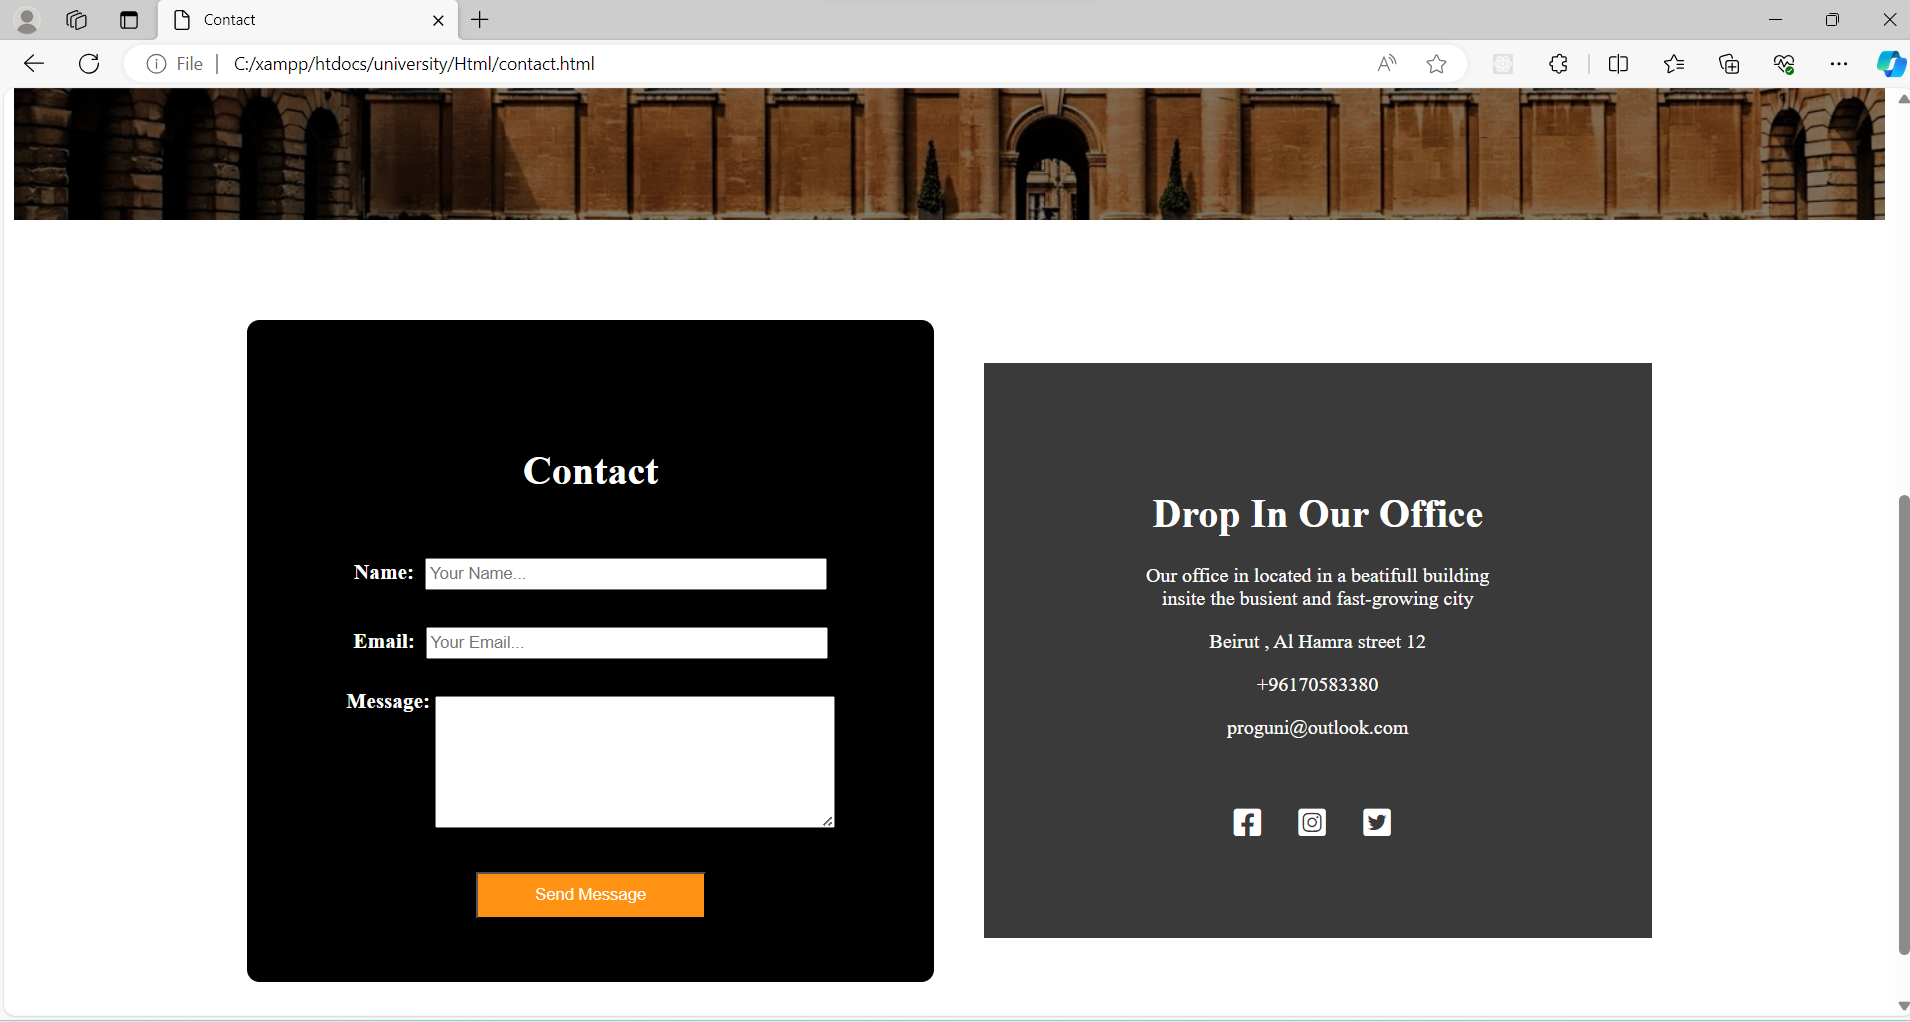 Contact
File
C:/xampp/htdocs/university/Html/contact.html
Contact
Name:
Your Name...
Email:
Your Email...
Message:
Send Message
Drop In Our Office
Our office in located in a beatifull building
insite the busient and fast-growing city
Beirut , Al Hamra street 12
+96170583380
proguni@outlook.com